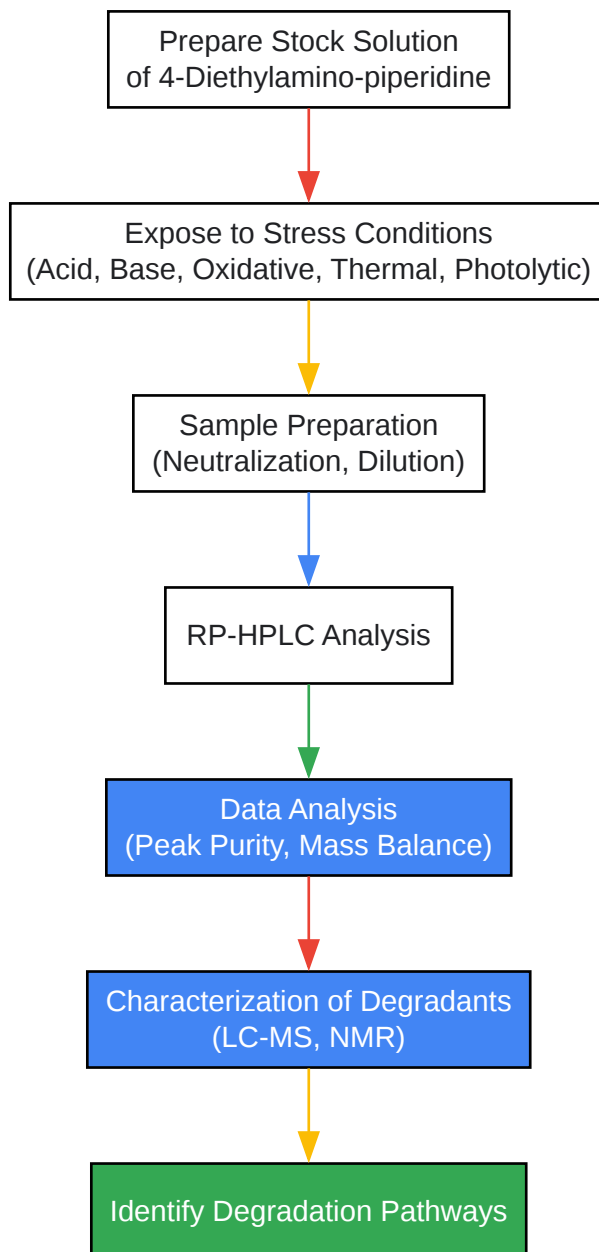 Prepare Stock Solution
of 4-Diethylamino-piperidine
Expose to Stress Conditions
(Acid, Base, Oxidative, Thermal, Photolytic)
Sample Preparation
(Neutralization, Dilution)
RP-HPLC Analysis
Data Analysis
(Peak Purity, Mass Balance)
Characterization of Degradants
(LC-MS, NMR)
Identify Degradation Pathways